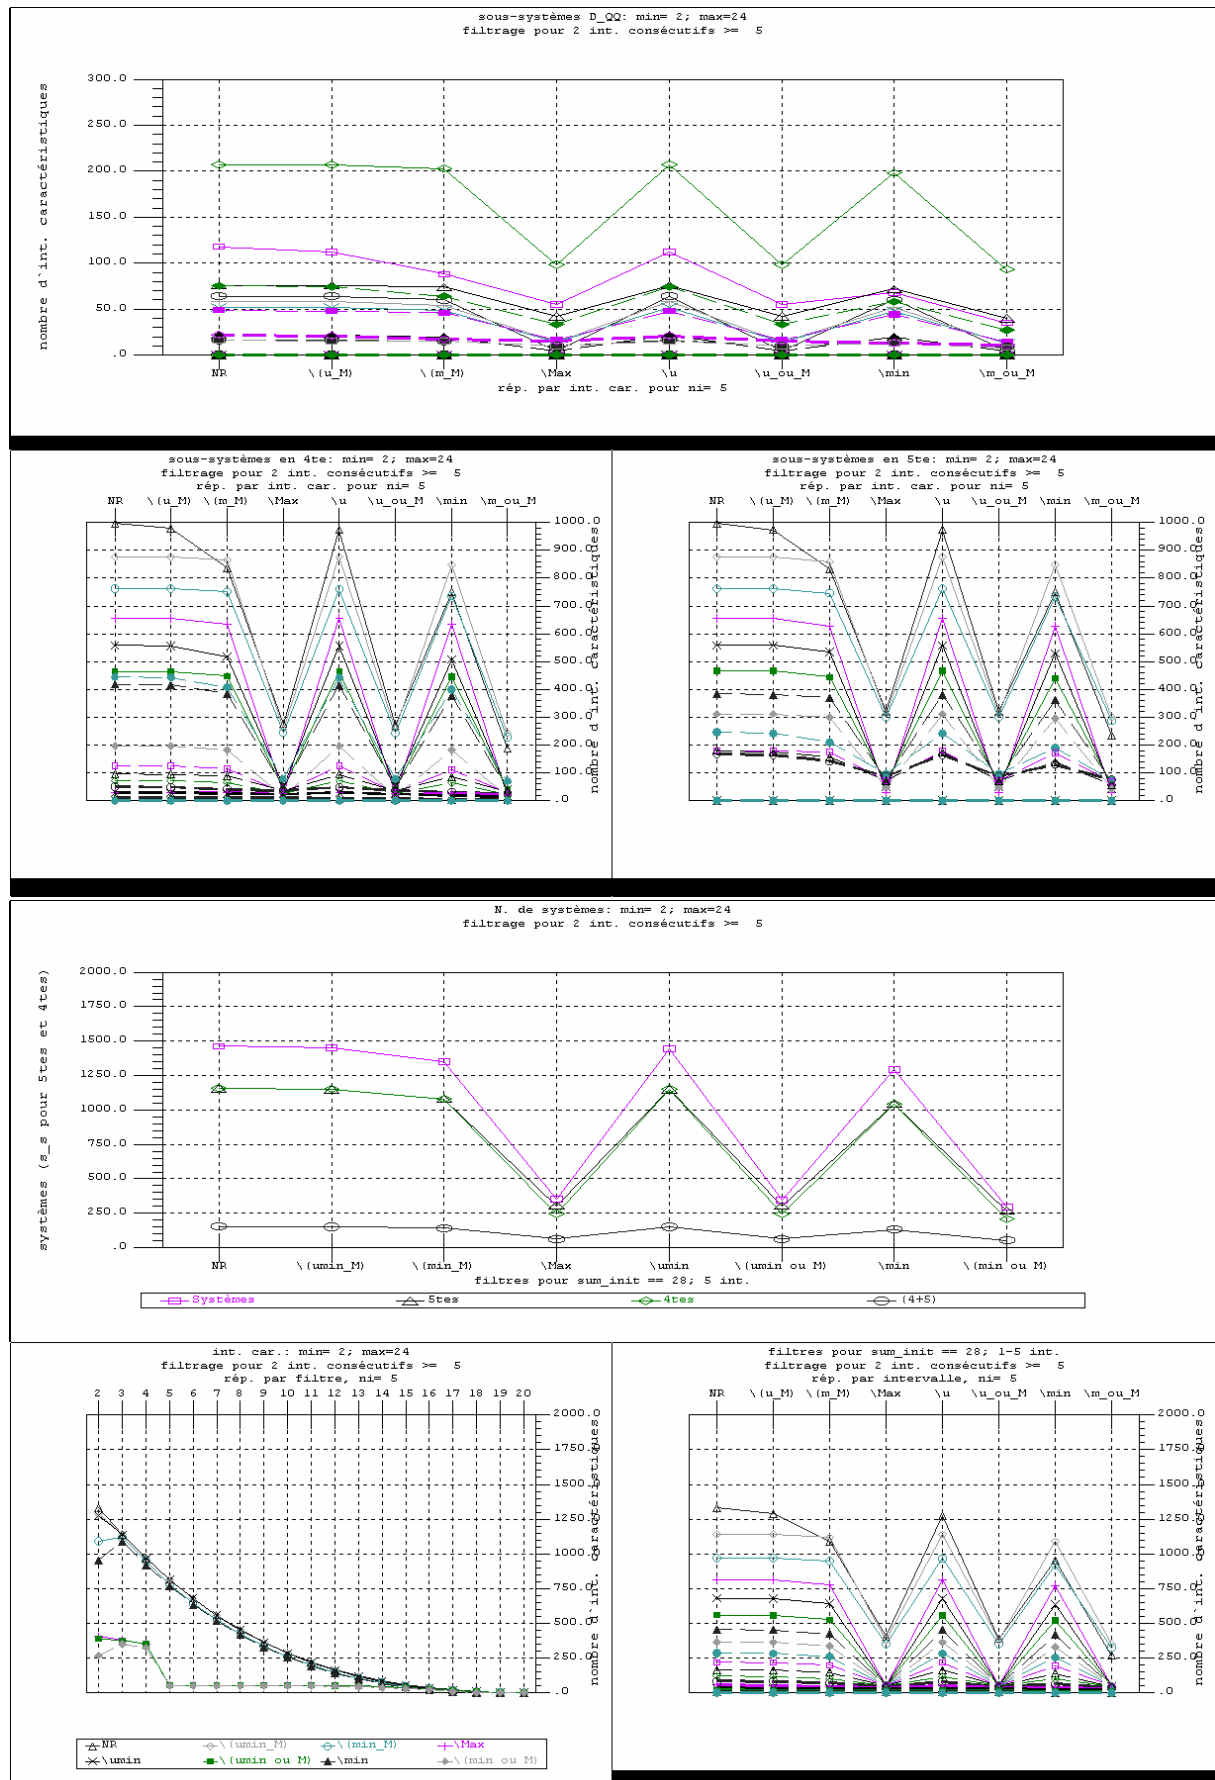 sous-systèmes D_QQ: min= 2; max=24
filtrage pour 2 int. consécutifs >= 5
nombre d`int. caractéristiques
300.0
250.0
200.0
150.0
100.0
50.0
.0
NR \(u_M) \(m_M) \Max \u \u_ou_M \min \m_ou_M
rép. par int. car. pour ni= 5
sous-systèmes en 4te: min= 2; max=24
filtrage pour 2 int. consécutifs >= 5
rép. par int. car. pour ni= 5
NR \(u_M) \(m_M) \Max \u \u_ou_M \min \m_ou_M
1000.0
900.0
800.0
700.0
600.0
500.0
400.0
300.0
200.0
100.0
.0
nombre d`int. caractéristiques
sous-systèmes en 5te: min= 2; max=24
filtrage pour 2 int. consécutifs >= 5
rép. par int. car. pour ni= 5
NR \(u_M) \(m_M) \Max \u \u_ou_M \min \m_ou_M
1000.0
900.0
800.0
700.0
600.0
500.0
400.0
300.0
200.0
100.0
.0
nombre d`int. caractéristiques
N. de systèmes: min= 2; max=24
filtrage pour 2 int. consécutifs >= 5
systèmes (s_s pour 5tes et 4tes)
2000.0
1750.0
1500.0
1250.0
1000.0
750.0
500.0
250.0
.0
NR \(umin_M) \(min_M) \Max \umin \(umin ou M) \min \(min ou M)
filtres pour sum_init == 28; 5 int.
Systèmes 5tes 4tes (4+5)
int. car.: min= 2; max=24
filtrage pour 2 int. consécutifs >= 5
rép. par filtre, ni= 5
2 3 4 5 6 7 8 9 10 11 12 13 14 15 16 17 18 19 20
2000.0
1750.0
1500.0
1250.0
1000.0
750.0
500.0
250.0
.0
nombre d`int. caractéristiques
NR \(umin_M) \(min_M) \Max
\umin \(umin ou M) \min \(min ou M)
filtres pour sum_init == 28; 1-5 int.
filtrage pour 2 int. consécutifs >= 5
rép. par intervalle, ni= 5
NR \(u_M) \(m_M) \Max \u \u_ou_M \min \m_ou_M
2000.0
1750.0
1500.0
1250.0
1000.0
750.0
500.0
250.0
.0
nombre d`int. caractéristiques